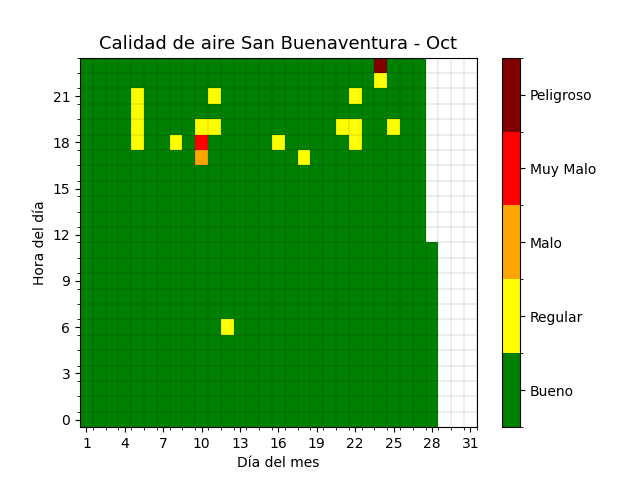 Calidad de aire San Buenaventura - Oct
Hora del día
21
18
15
12
9
6
3
0
1 4 7 10 13 16 19 22 25 28 31
Día del mes
Peligroso
Muy Malo
Malo
Regular
Bueno